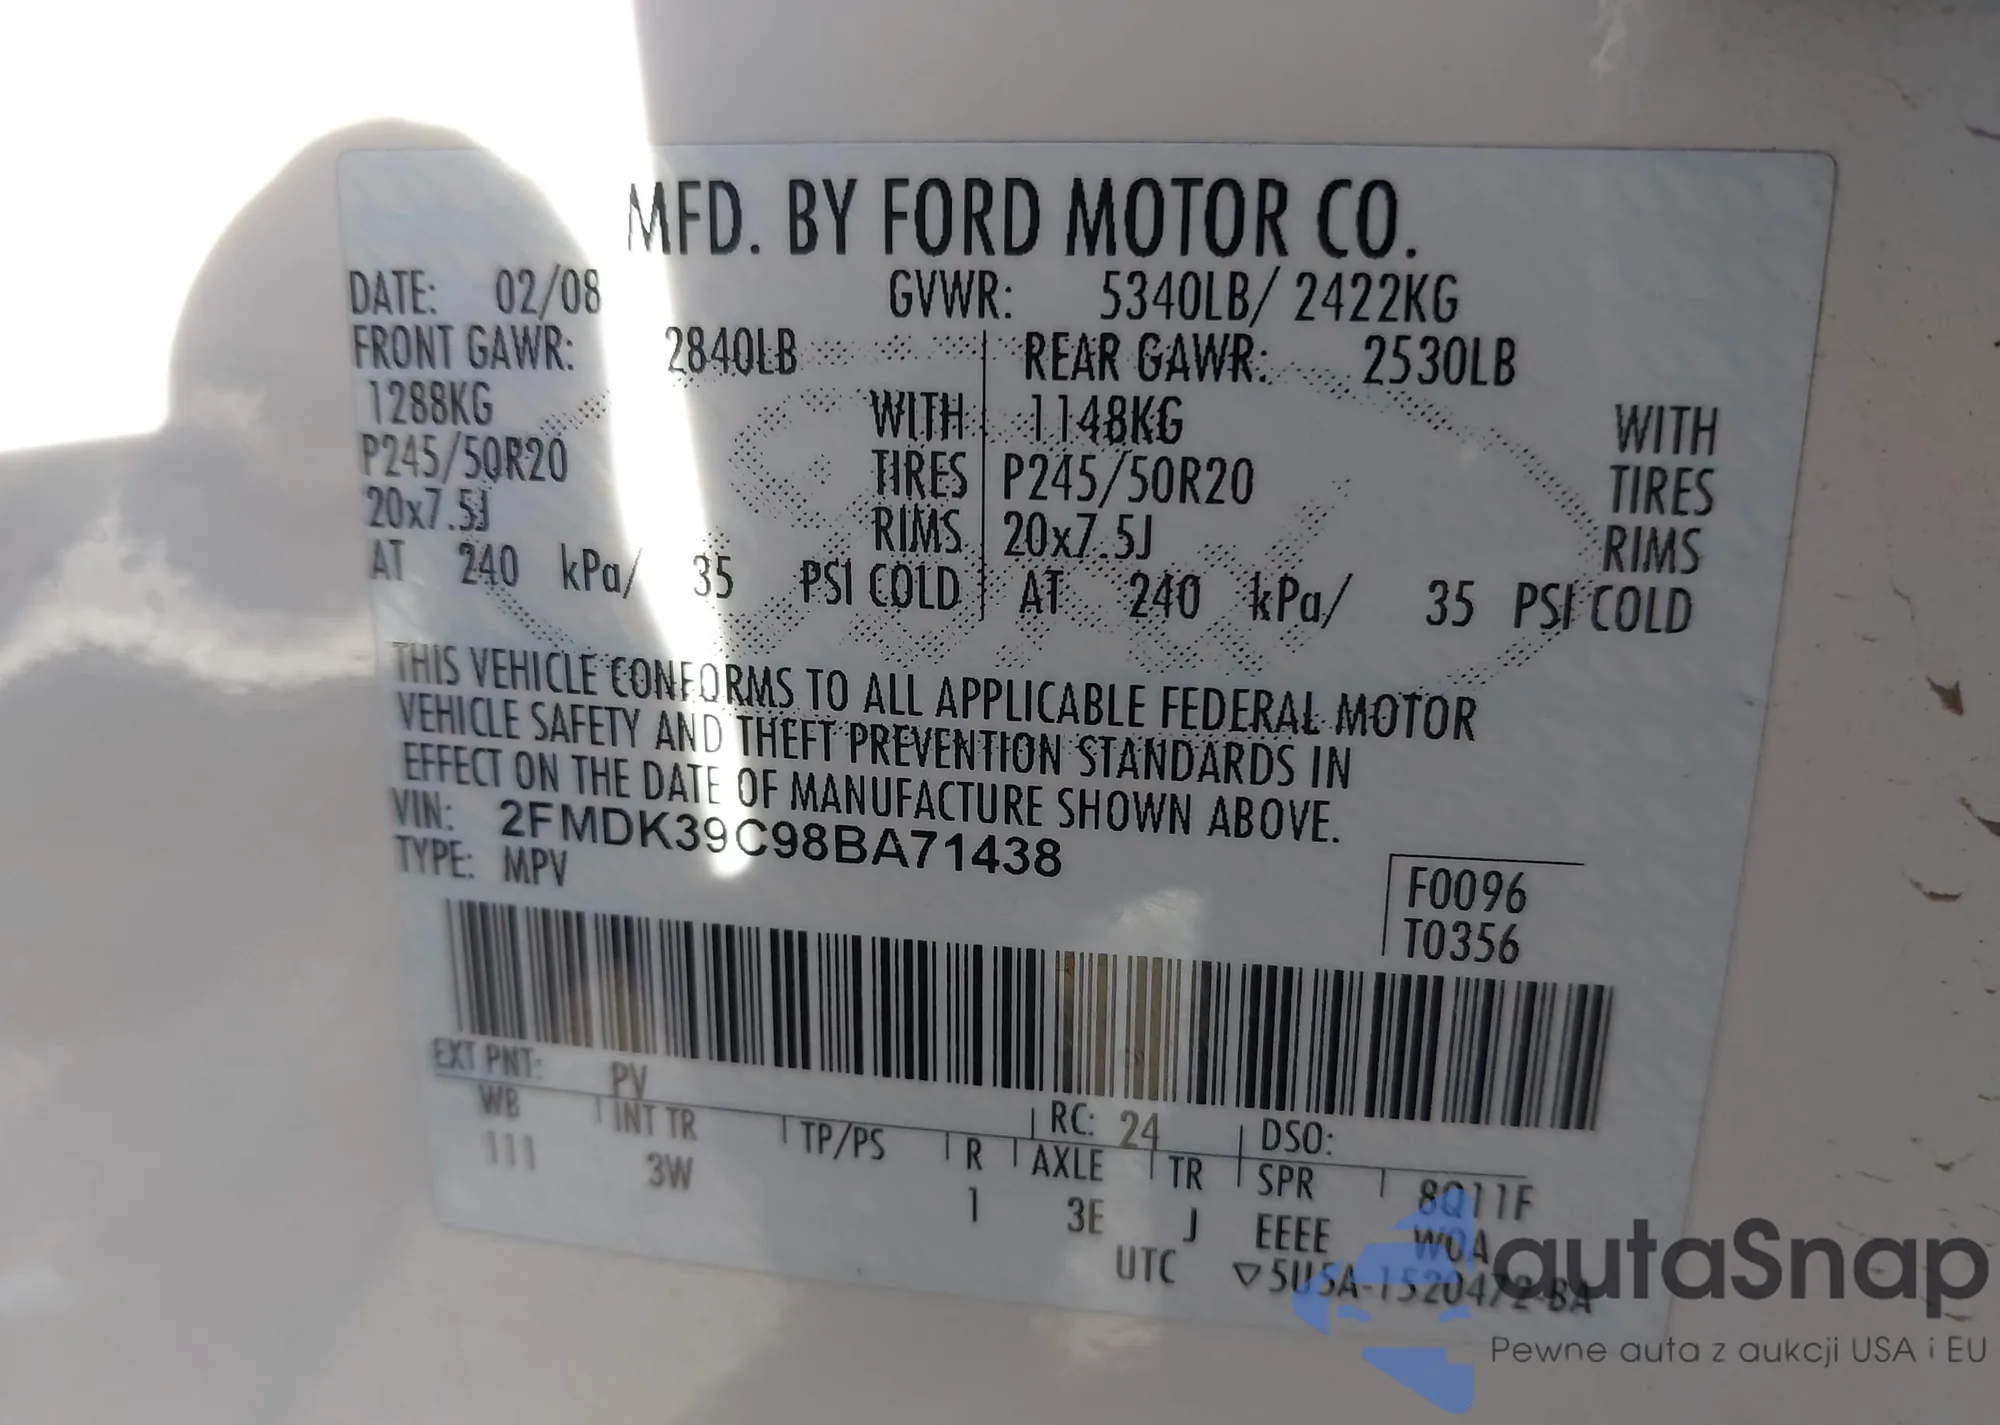 MFD. BY FORD MOTOR CO.
DATE: 02/08 GVWR: 5340LB/ 2422KG
FRONT GAWR: 2840LB REAR GAWR: 2530LB
1288KG WITH 1148KG WITH
P245/50R20 TIRES P245/50R20 TIRES
20x7.5J RIMS 20x7.5J RIMS
AT 240 kPa/ 35 PSI COLD AT 240 kPa/ 35 PSI COLD
THIS VEHICLE CONFORMS TO ALL APPLICABLE FEDERAL MOTOR
VEHICLE SAFETY AND THEFT PREVENTION STANDARDS IN
EFFECT ON THE DATE OF MANUFACTURE SHOWN ABOVE.
VIN: 2FMDK39C98BA71438
TYPE: MPV
F0096
T0356
EXT PNT: PV RC: 24 DSO:
WB INT TR TP/PS R AXLE TR SPR 8Q11F
111 3W 1 3E J EEEE WOA
UTC ▽5U5A-1520472-BA
autaSnap
Pewne auta z aukcji USA i EU